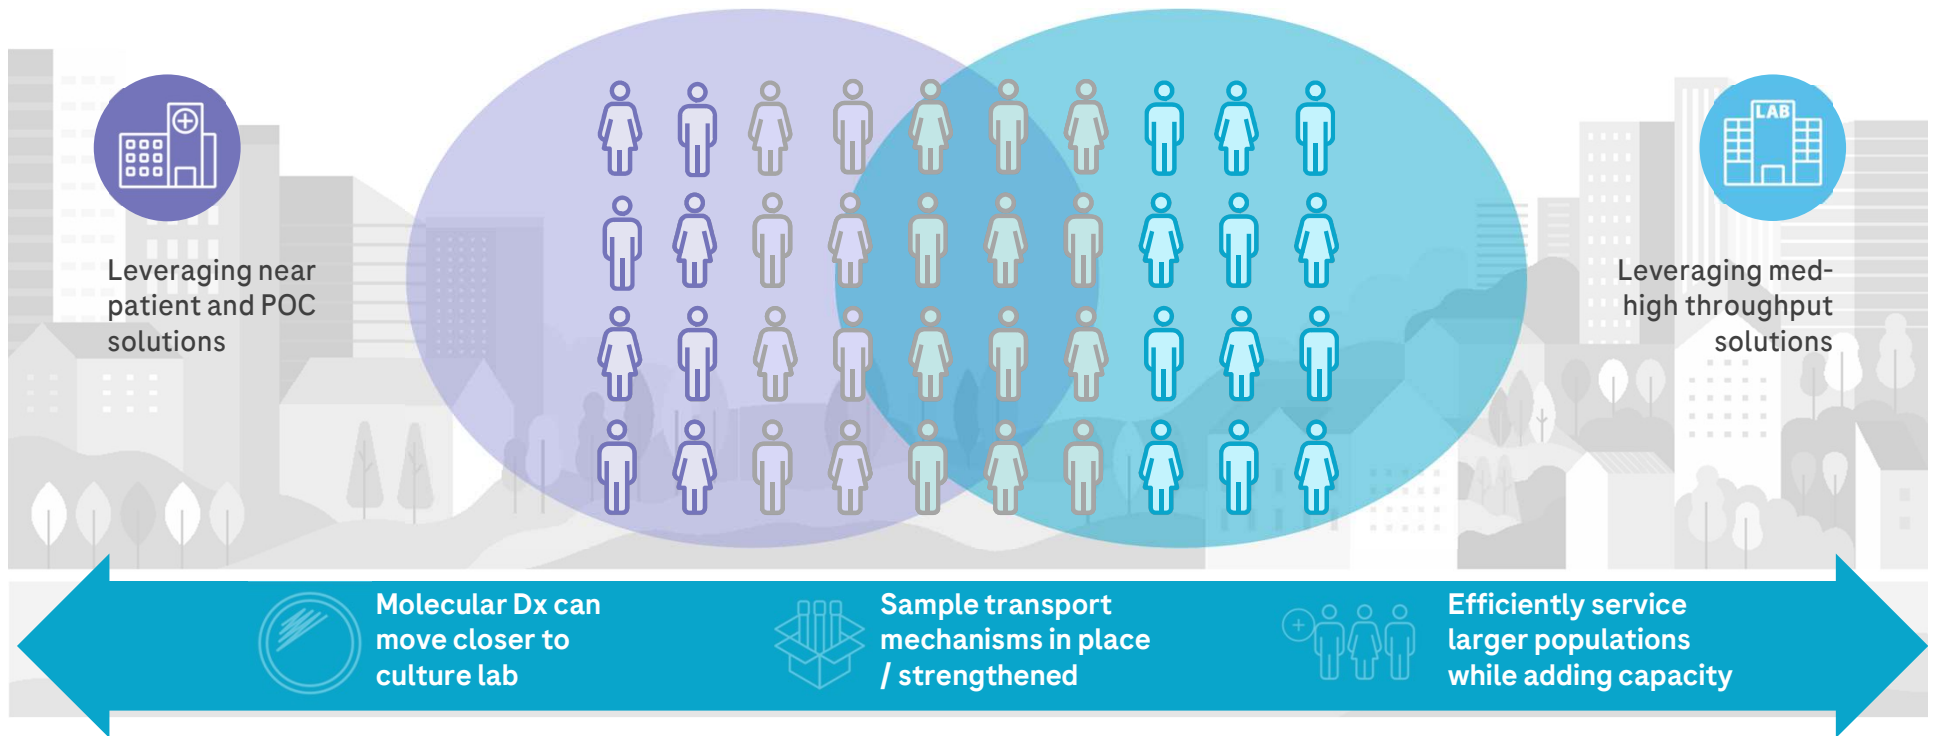 LAB
Leveraging near
patient and POC
solutions
Leveraging med-
high throughput
solutions
Molecular Dx can
move closer to
culture lab
Sample transport
mechanisms in place
/ strengthened
Efficiently service
larger populations
while adding capacity